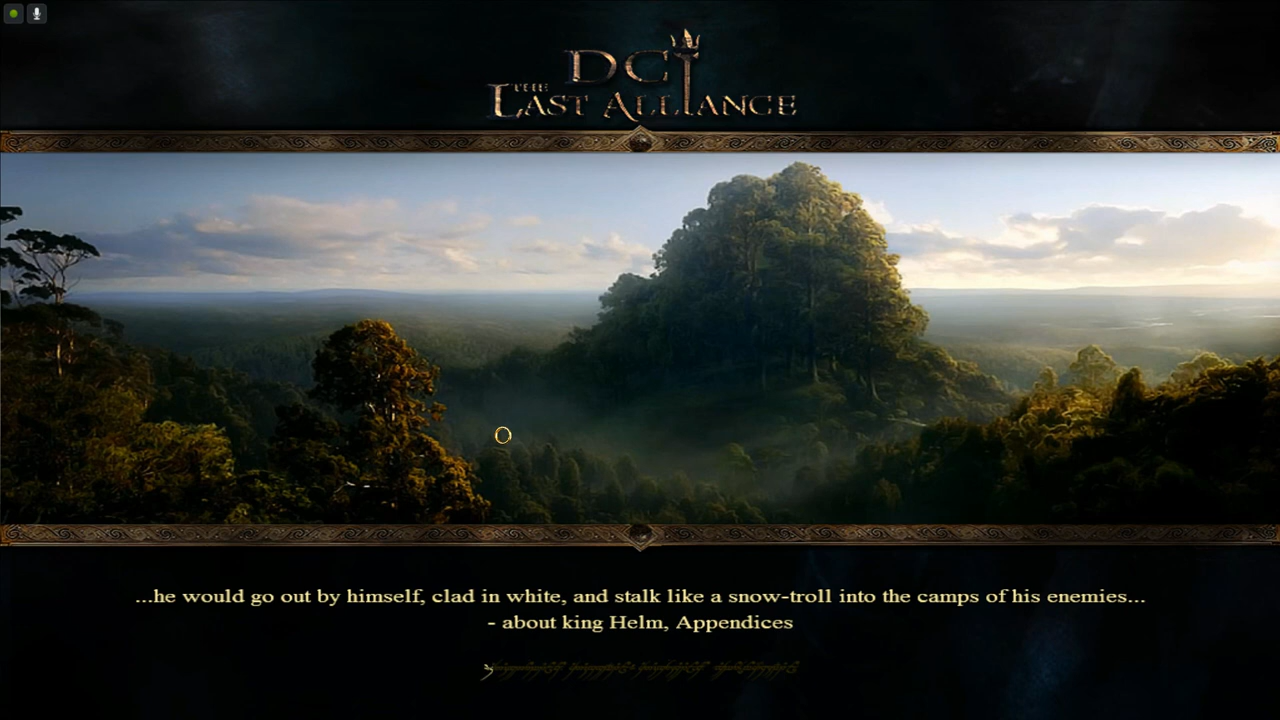 DCI
THE
LAST ALLIANCE
...he would go out by himself, clad in white, and stalk like a snow-troll into the camps of his enemies...
- about king Helm, Appendices